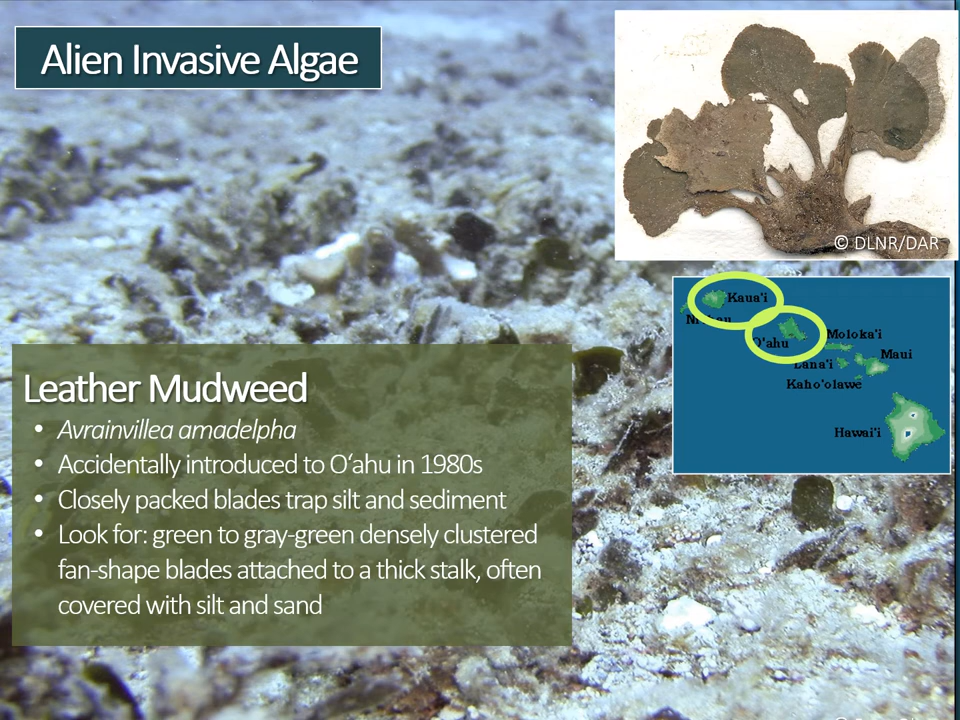 Alien Invasive Algae
© DLNR/DAR
Kaua'i
O'ahu
Moloka'i
Lana'i
Maui
Kaho'olawe
Hawai'i
Leather Mudweed
• Avrainvillea amadelpha
• Accidentally introduced to O‘ahu in 1980s
• Closely packed blades trap silt and sediment
• Look for: green to gray-green densely clustered
fan-shape blades attached to a thick stalk, often
covered with silt and sand